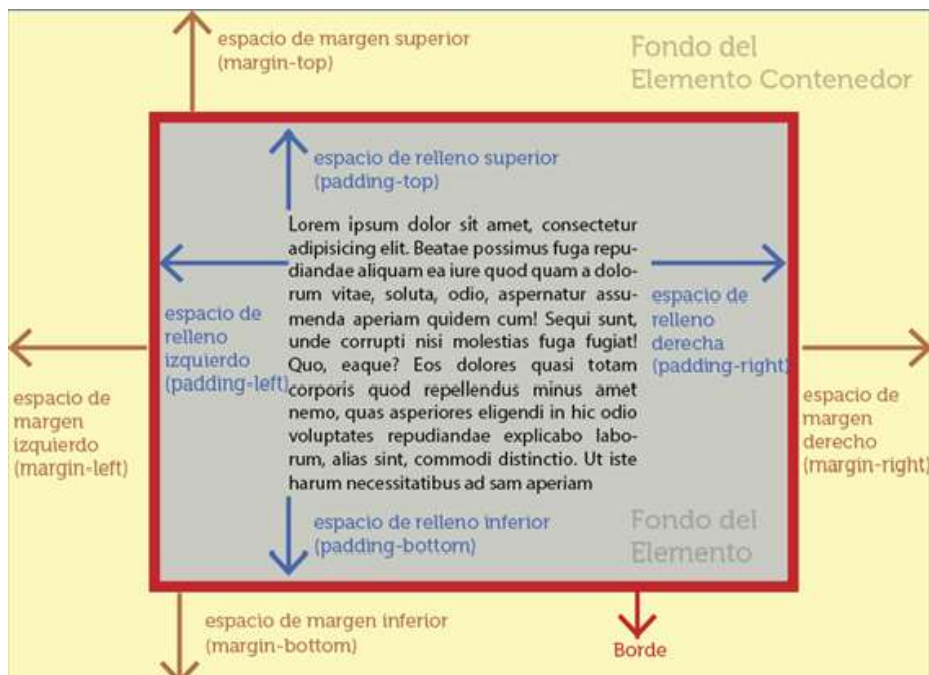 espacio de margen superior
(margin-top)
Fondo del
Elemento Contenedor
espacio de relleno superior
(padding-top)
Lorem ipsum dolor sit amet, consectetur
adipisicing elit. Beatae possimus fuga repu-
diandae aliquam ea iure quod quam a dolo-
rum vitae, soluta, odio, aspernatur assu-
menda aperiam quidem cum! Sequi sunt,
unde corrupti nisi molestias fuga fugiat!
Quo, eaque? Eos dolores quasi totam
corporis quod repellendus minus amet
nemo, quas asperiores eligendi in hic odio
voluptates repudiandae explicabo labo-
rum, alias sint, commodi distinctio. Ut iste
harum necessitatibus ad sam aperiam
espacio de
relleno
izquierdo
(padding-left)
espacio de
relleno
derecha
(padding-right)
espacio de
margen
izquierdo
(margin-left)
espacio de
margen
derecho
(margin-right)
espacio de relleno inferior
(padding-bottom)
Fondo del
Elemento
espacio de margen inferior
(margin-bottom)
Borde